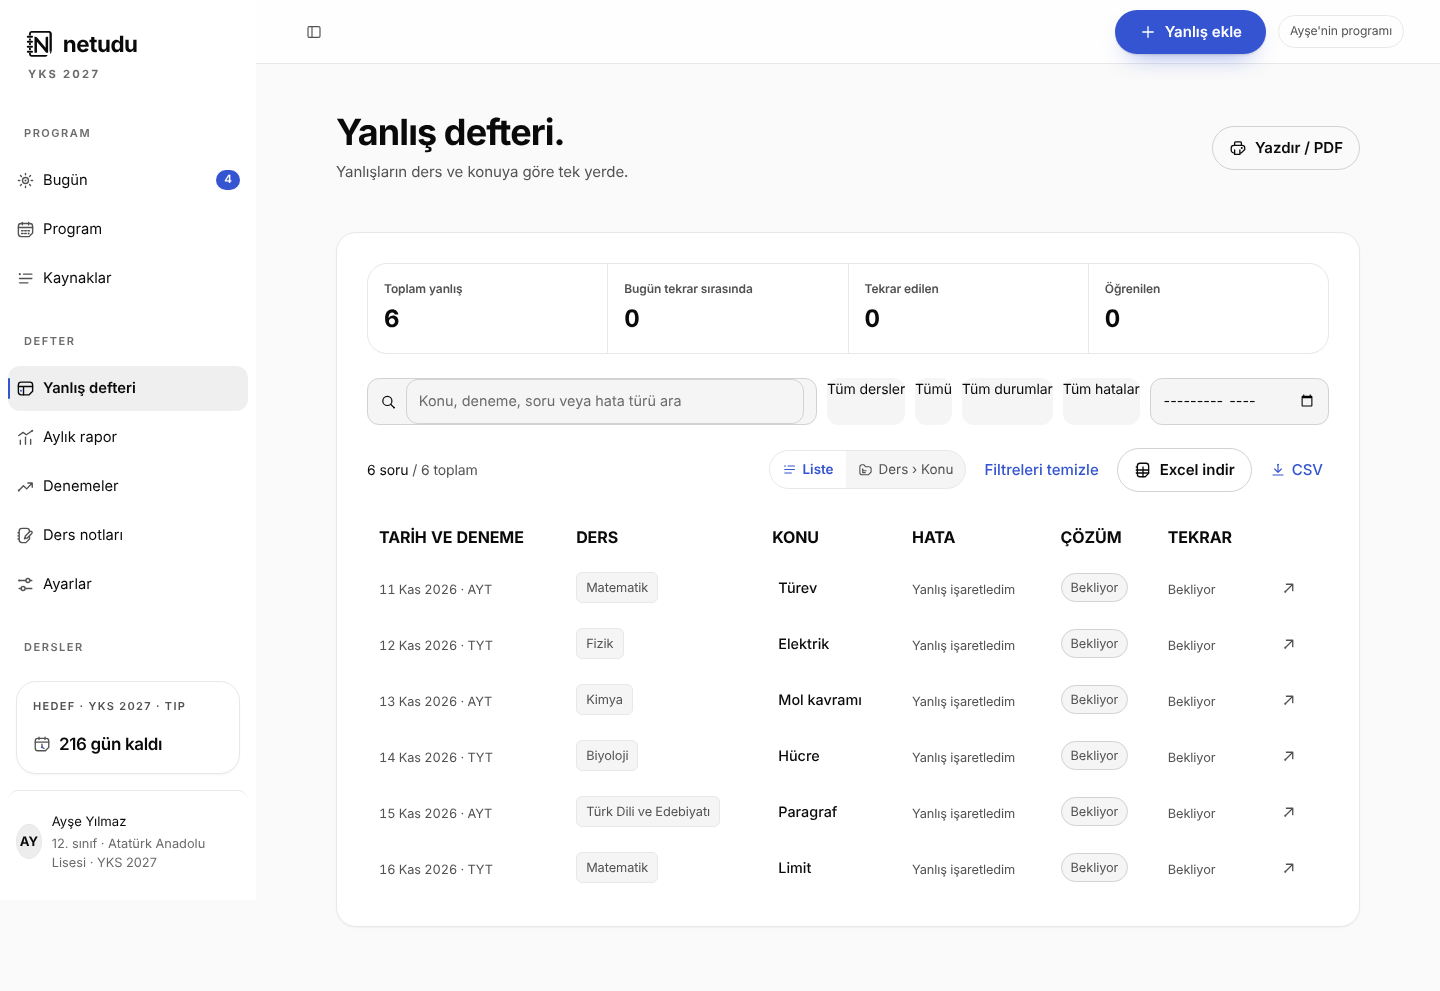 netudu
YKS 2027
PROGRAM
Bugün 4
Program
Kaynaklar
DEFTER
Yanlış defteri
Aylık rapor
Denemeler
Ders notları
Ayarlar
DERSLER
HEDEF · YKS 2027 · TIP
216 gün kaldı
AY
Ayşe Yılmaz
12. sınıf · Atatürk Anadolu
Lisesi · YKS 2027
Yanlış ekle
Ayşe'nin programı
Yanlış defteri.
Yanlışların ders ve konuya göre tek yerde.
Yazdır / PDF
Toplam yanlış
6
Bugün tekrar sırasında
0
Tekrar edilen
0
Öğrenilen
0
Konu, deneme, soru veya hata türü ara
Tüm dersler Tümü Tüm durumlar Tüm hatalar --------- ----
6 soru / 6 toplam
Liste Ders › Konu Filtreleri temizle Excel indir CSV
TARİH VE DENEME DERS KONU HATA ÇÖZÜM TEKRAR
11 Kas 2026 · AYT Matematik Türev Yanlış işaretledim Bekliyor Bekliyor
12 Kas 2026 · TYT Fizik Elektrik Yanlış işaretledim Bekliyor Bekliyor
13 Kas 2026 · AYT Kimya Mol kavramı Yanlış işaretledim Bekliyor Bekliyor
14 Kas 2026 · TYT Biyoloji Hücre Yanlış işaretledim Bekliyor Bekliyor
15 Kas 2026 · AYT Türk Dili ve Edebiyatı Paragraf Yanlış işaretledim Bekliyor Bekliyor
16 Kas 2026 · TYT Matematik Limit Yanlış işaretledim Bekliyor Bekliyor